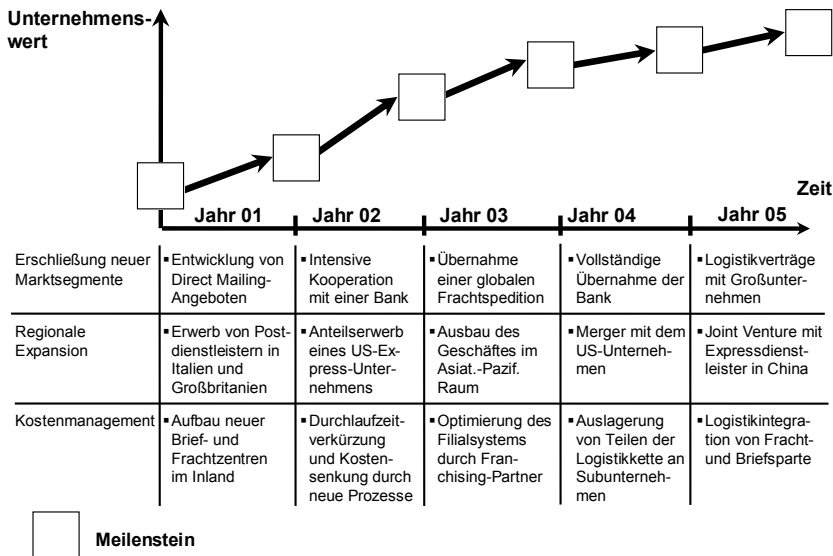 Unternehmens-
wert
Zeit
Jahr 01
Jahr 02
Jahr 03
Jahr 04
Jahr 05
Erschließung neuer
Marktsegmente
▪Entwicklung von
Direct Mailing-
Angeboten
▪Intensive
Kooperation
mit einer Bank
▪Übernahme
einer globalen
Frachtspedition
▪Vollständige
Übernahme der
Bank
▪Logistikverträge
mit Großunter-
nehmen
Regionale
Expansion
▪Erwerb von Post-
dienstleistern in
Italien und
Großbritanien
▪Anteilserwerb
eines US-Ex-
press-Unter-
nehmens
▪Ausbau des
Geschäftes im
Asiat.-Pazif.
Raum
▪Merger mit dem
US-Unterneh-
men
▪Joint Venture mit
Expressdienst-
leister in China
Kostenmanagement
▪Aufbau neuer
Brief- und
Frachtzentren
im Inland
▪Durchlaufzeit-
verkürzung
und Kosten-
senkung durch
neue Prozesse
▪Optimierung des
Filialsystems
durch Fran-
chising-Partner
▪Auslagerung
von Teilen der
Logistikkette an
Subunterneh-
men
▪Logistikintegra-
tion von Fracht-
und Briefsparte
Meilenstein